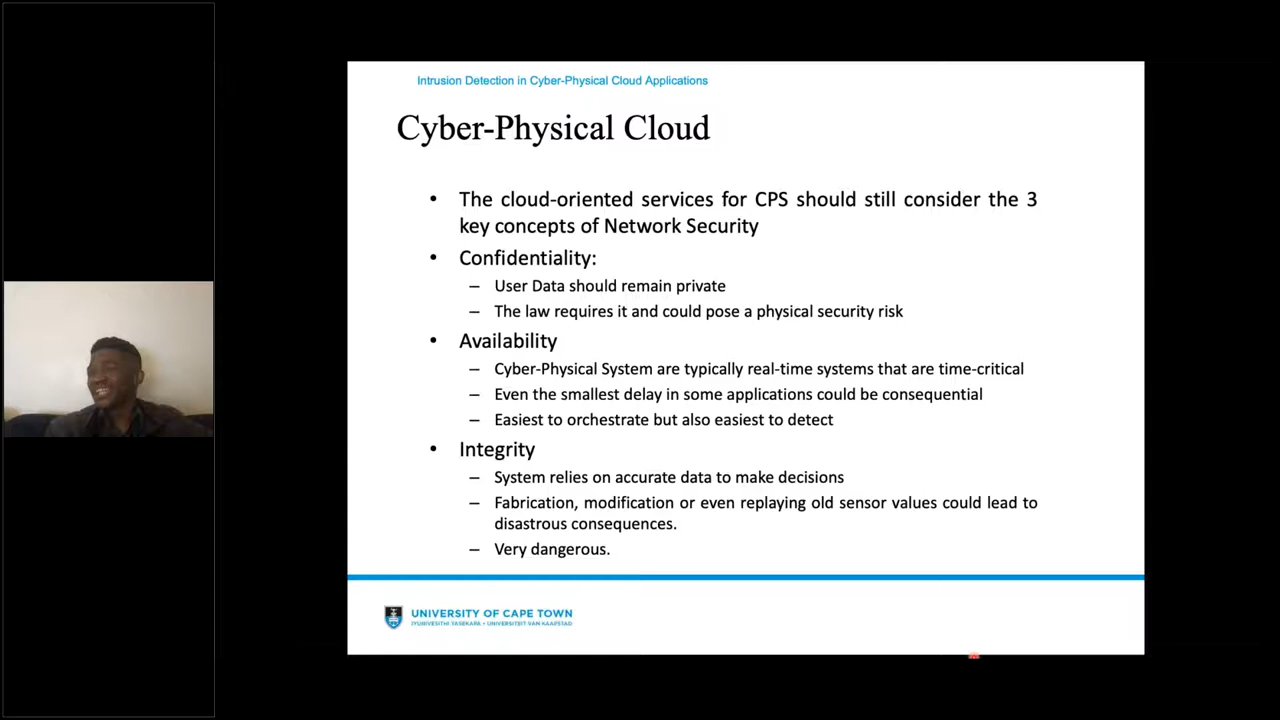 Intrusion Detection in Cyber-Physical Cloud Applications
Cyber-Physical Cloud
• The cloud-oriented services for CPS should still consider the 3
key concepts of Network Security
• Confidentiality:
– User Data should remain private
– The law requires it and could pose a physical security risk
• Availability
– Cyber-Physical System are typically real-time systems that are time-critical
– Even the smallest delay in some applications could be consequential
– Easiest to orchestrate but also easiest to detect
• Integrity
– System relies on accurate data to make decisions
– Fabrication, modification or even replaying old sensor values could lead to
disastrous consequences.
– Very dangerous.
UNIVERSITY OF CAPE TOWN
IYUNIVESITHI YASEKAPA • UNIVERSITEIT VAN KAAPSTAD